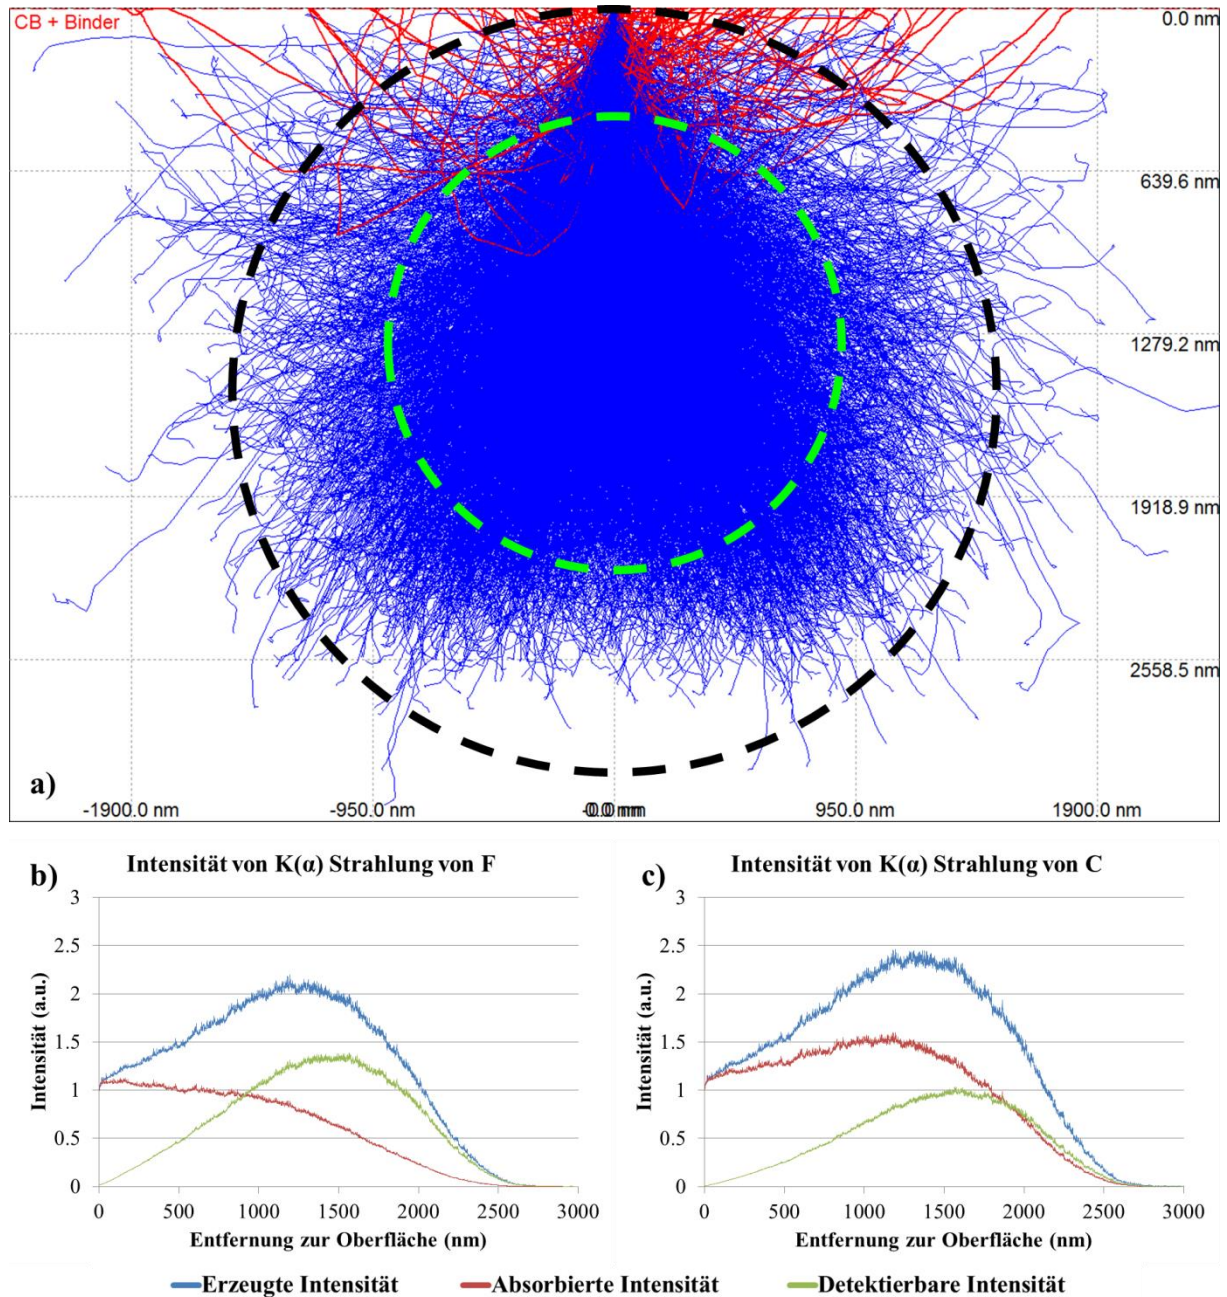 CB + Binder
0.0 nm
639.6 nm
1279.2 nm
1918.9 nm
2558.5 nm
a)
-1900.0 nm
-950.0 nm
950.0 nm
1900.0 nm
b)
Intensität von K(α) Strahlung von F
3
2.5
2
1.5
1
0.5
0
Intensität (a.u.)
0 500 1000 1500 2000 2500 3000
Entfernung zur Oberfläche (nm)
c)
Intensität von K(α) Strahlung von C
3
2.5
2
1.5
1
0.5
0
Intensität (a.u.)
0 500 1000 1500 2000 2500 3000
Entfernung zur Oberfläche (nm)
Erzeugte Intensität Absorbierte Intensität Detektierbare Intensität